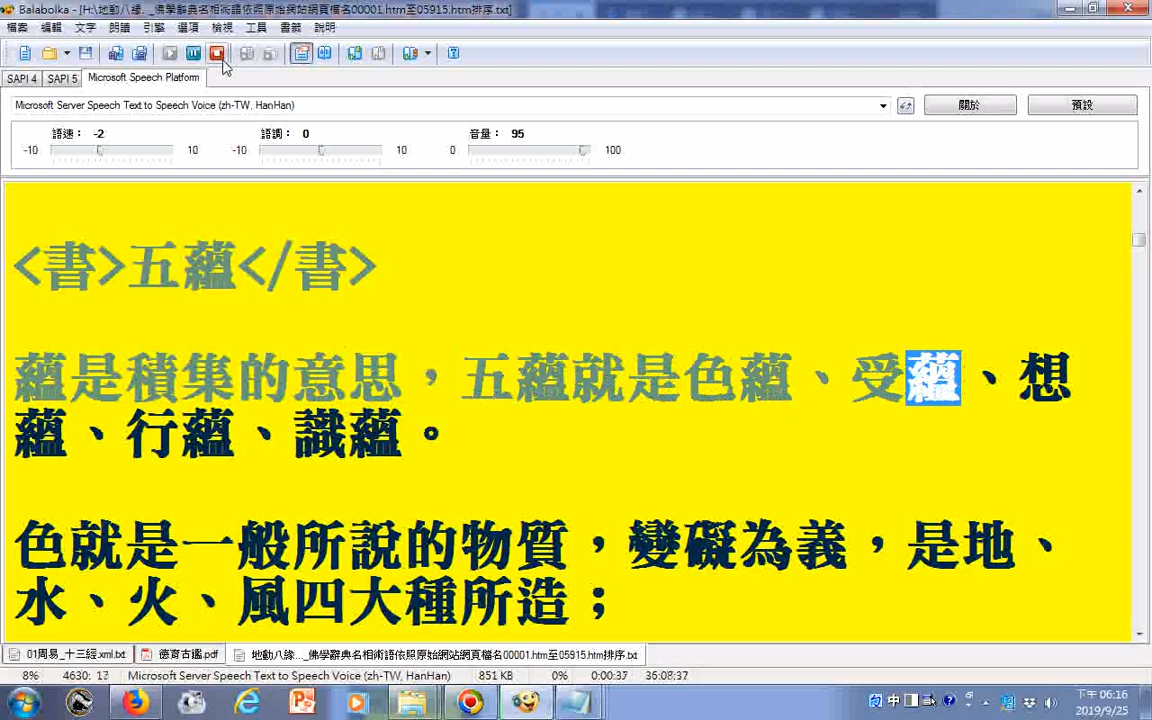 Balabolka - [H:\地動八緣. _佛學辭典名相術語依照原始網站網頁檔名00001.htm至05915.htm排序.txt]
檔案 編輯 文字 朗讀 引擎 選項 檢視 工具 書籤 說明
SAPI 4 SAPI 5 Microsoft Speech Platform
Microsoft Server Speech Text to Speech Voice (zh-TW, HanHan) 關於 預設
語速： -2 語調： 0 音量： 95
-10 10 -10 10 0 100
<書>五蘊</書>
蘊是積集的意思，五蘊就是色蘊、受蘊、想
蘊、行蘊、識蘊。
色就是一般所說的物質，變礙為義，是地、
水、火、風四大種所造；
01周易_十三經.xml.txt 德育古鑑.pdf 地動八緣..._佛學辭典名相術語依照原始網站網頁檔名00001.htm至05915.htm排序.txt
8% 4630: 13 Microsoft Server Speech Text to Speech Voice (zh-TW, HanHan) 851 KB 0% 0:00:37 36:08:37
中 下午 06:16
2019/9/25